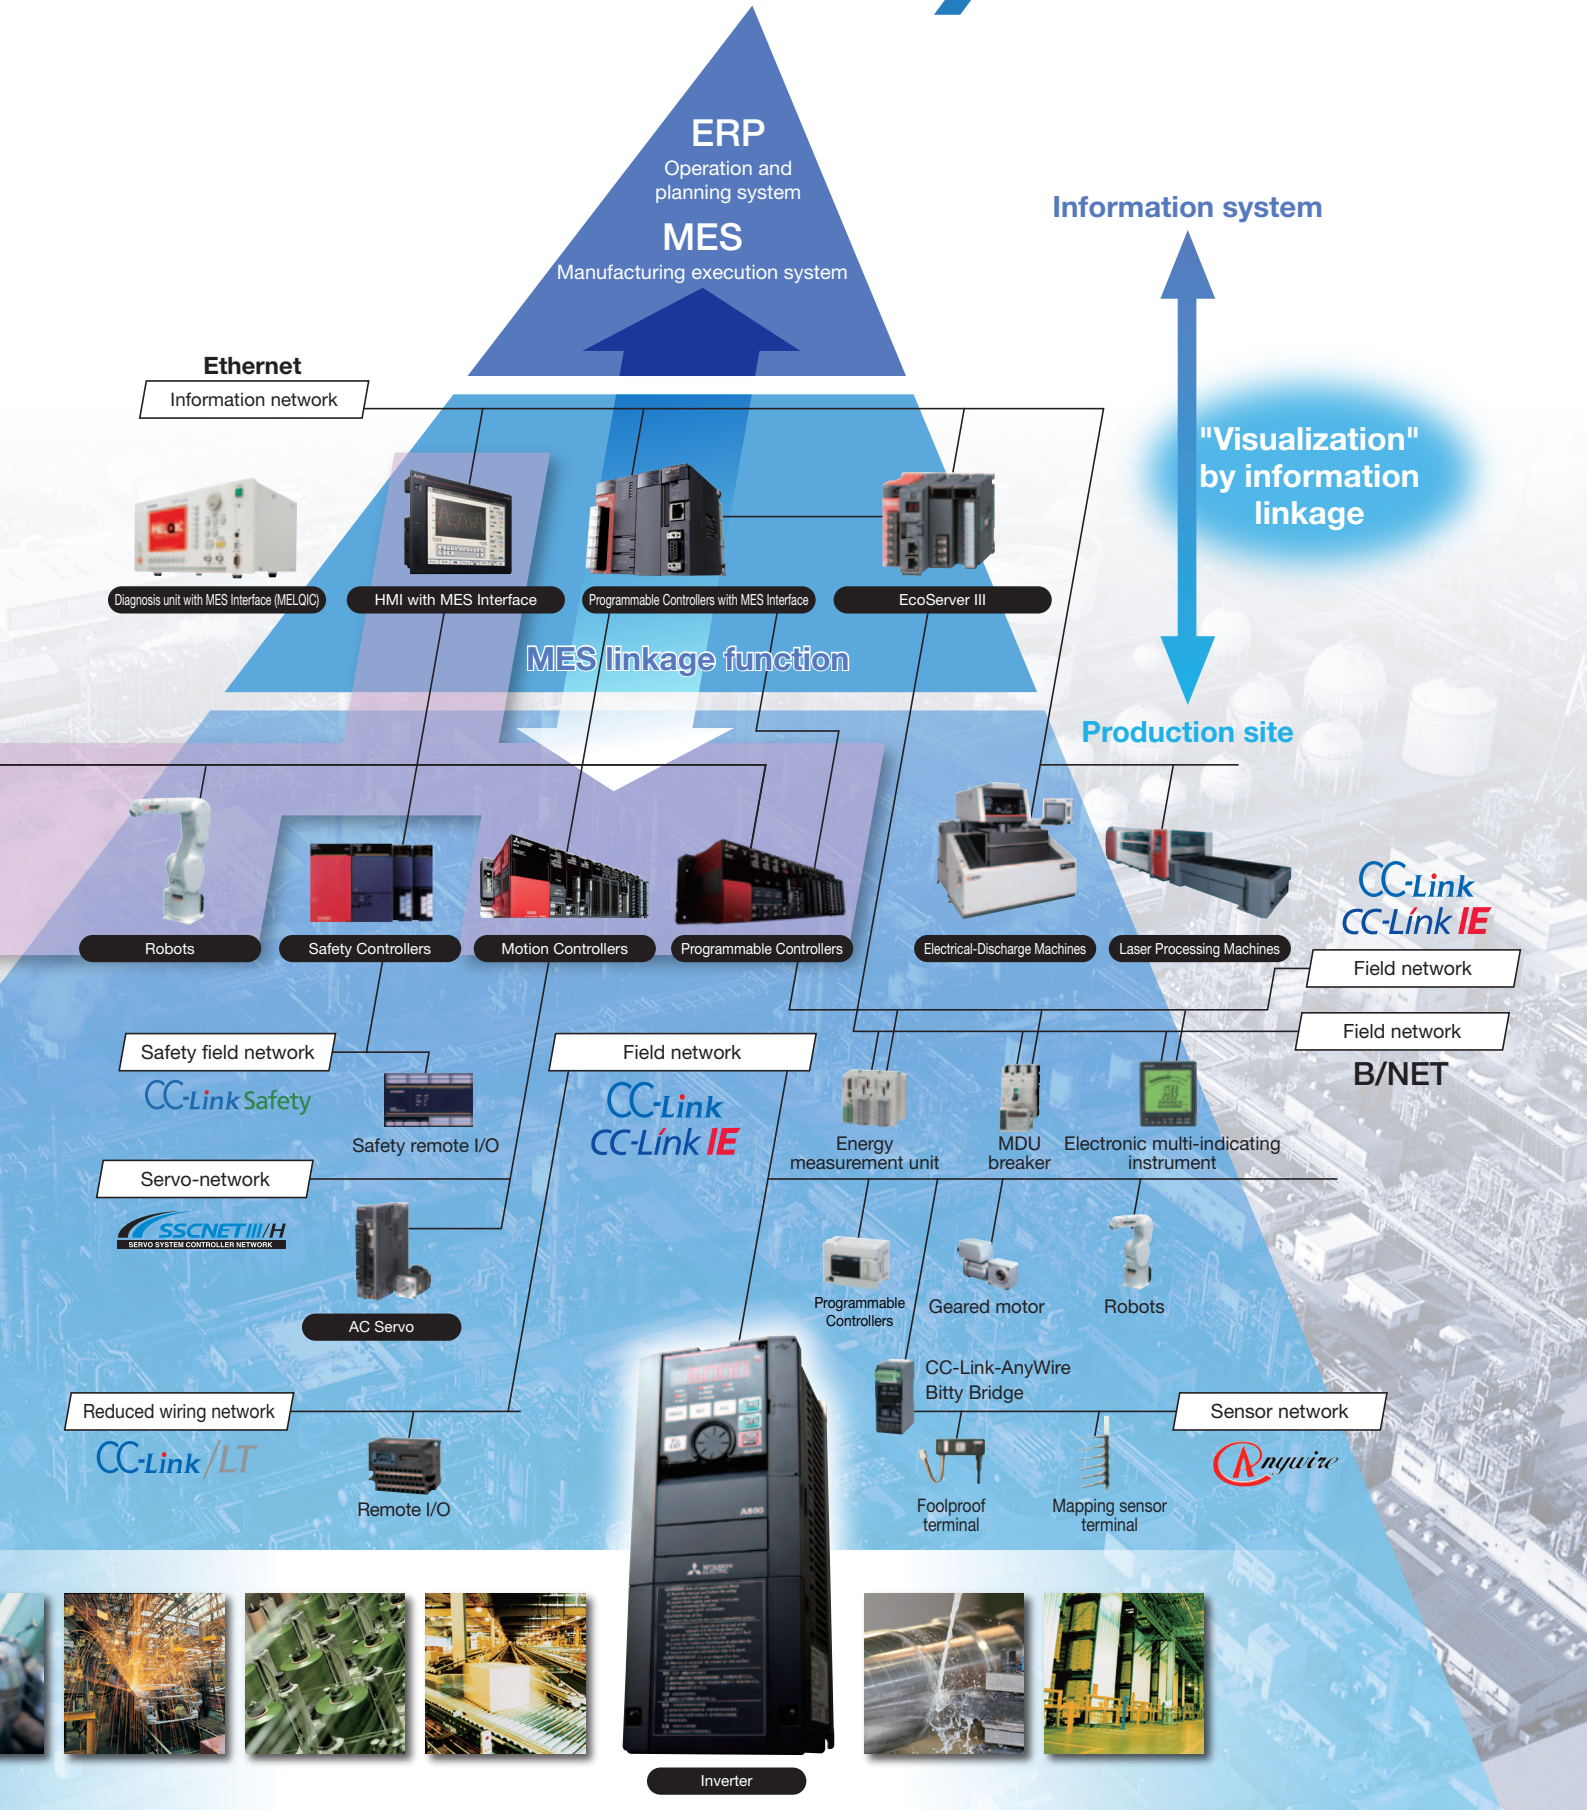 ERP
Operation and
planning system
MES
Manufacturing execution system
Information system
Ethernet
Information network
"Visualization"
by information
linkage
Diagnosis unit with MES Interface (MELQIC)
HMI with MES Interface
Programmable Controllers with MES Interface
EcoServer III
MES linkage function
Production site
Robots
Safety Controllers
Motion Controllers
Programmable Controllers
Electrical-Discharge Machines
Laser Processing Machines
CC-Link
CC-Link IE
Field network
Field network
B/NET
Safety field network
CC-Link Safety
Safety remote I/O
Field network
CC-Link
CC-Link IE
Energy
measurement unit
MDU
breaker
Electronic multi-indicating
instrument
Servo-network
SSCNET III/H
SERVO SYSTEM CONTROLLER NETWORK
AC Servo
Programmable
Controllers
Geared motor
Robots
CC-Link-AnyWire
Bitty Bridge
Reduced wiring network
CC-Link/LT
Remote I/O
Sensor network
Anywire
Foolproof
terminal
Mapping sensor
terminal
A800
MITSUBISHI
ELECTRIC
Inverter